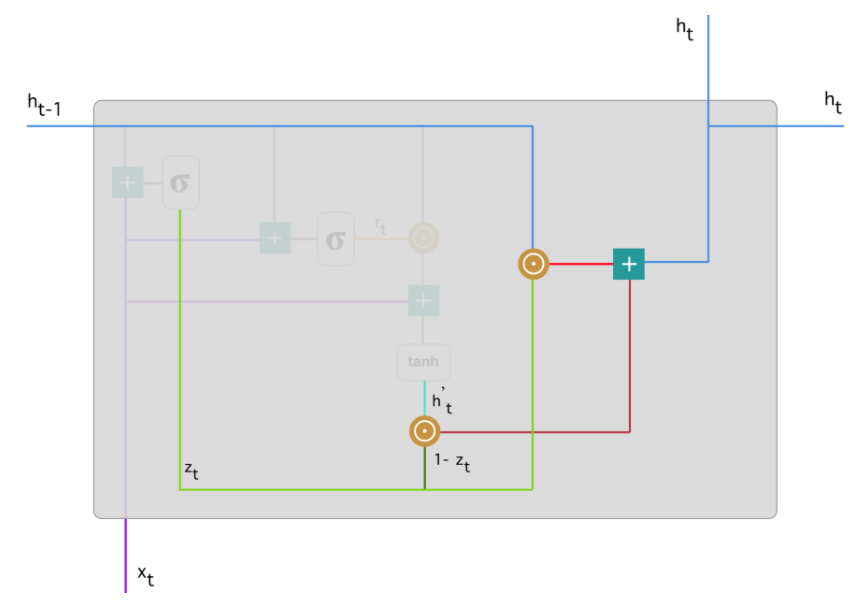 h_t
h_{t-1}
h_t
+
σ
r_t
+
σ
+
+
tanh
h'_t
1- z_t
z_t
x_t